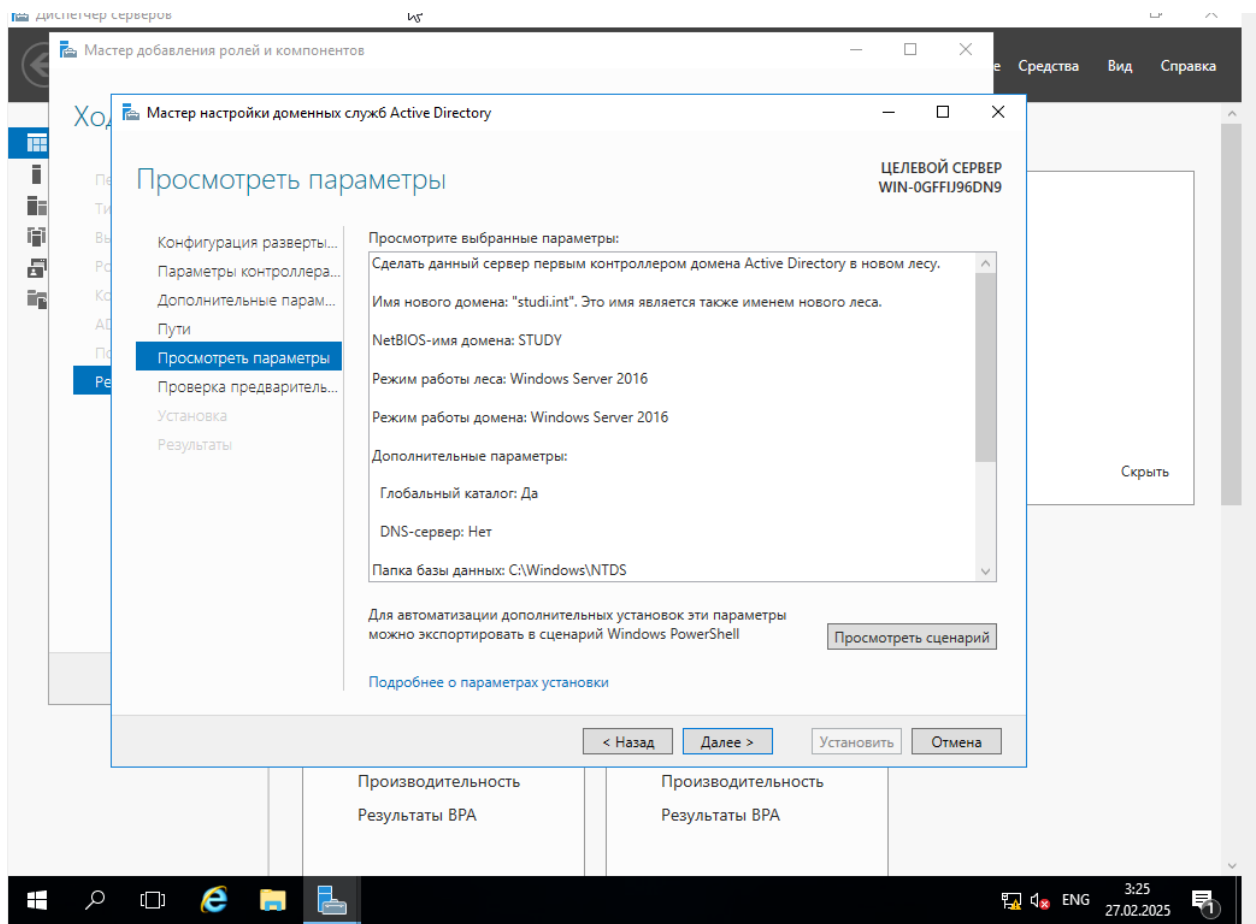 Диспетчер серверов
Мастер добавления ролей и компонентов
Средства
Вид
Справка
Мастер настройки доменных служб Active Directory
Просмотреть параметры
ЦЕЛЕВОЙ СЕРВЕР
WIN-0GFFIJ96DN9
Конфигурация разверты...
Параметры контроллера...
Дополнительные парам...
Пути
Просмотреть параметры
Проверка предваритель...
Установка
Результаты
Просмотрите выбранные параметры:
Сделать данный сервер первым контроллером домена Active Directory в новом лесу.
Имя нового домена: "studi.int". Это имя является также именем нового леса.
NetBIOS-имя домена: STUDY
Режим работы леса: Windows Server 2016
Режим работы домена: Windows Server 2016
Дополнительные параметры:
Глобальный каталог: Да
DNS-сервер: Нет
Папка базы данных: C:\Windows\NTDS
Для автоматизации дополнительных установок эти параметры
можно экспортировать в сценарий Windows PowerShell
Просмотреть сценарий
Подробнее о параметрах установки
< Назад
Далее >
Установить
Отмена
Скрыть
Производительность
Результаты BPA
Производительность
Результаты BPA
ENG
3:25
27.02.2025
1